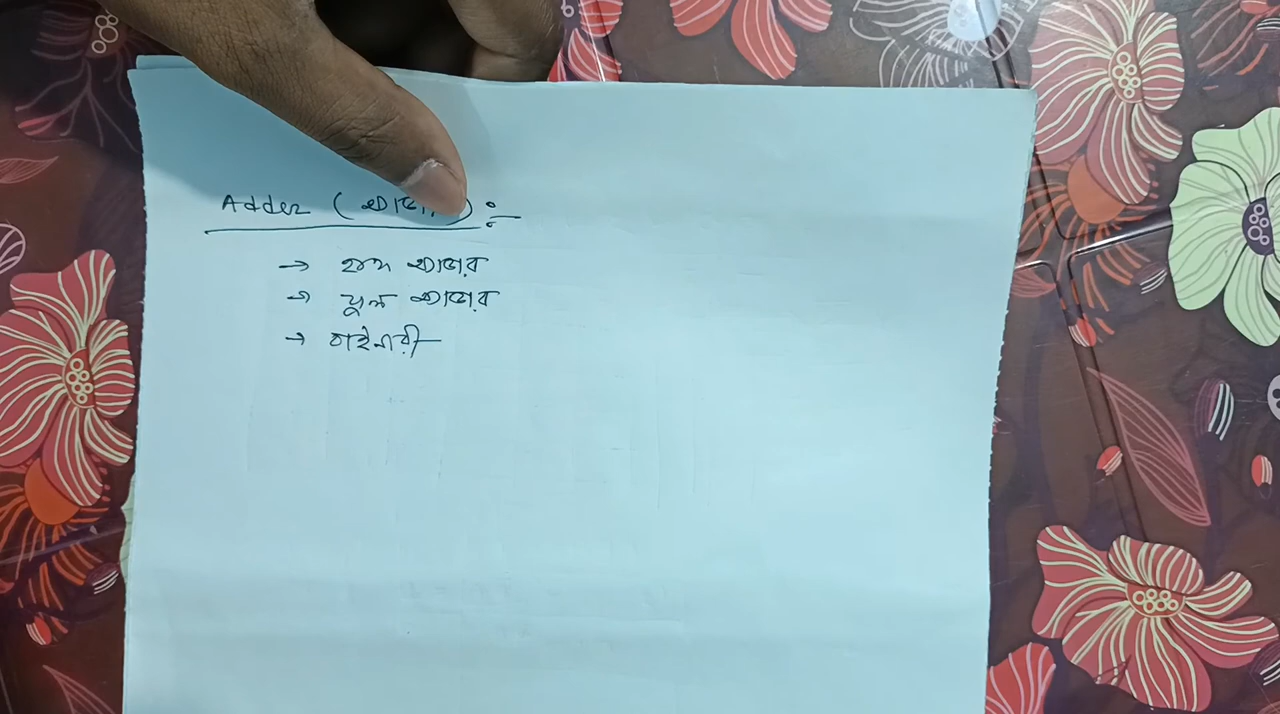 Adder ( এ্যাডার ) :-
→ হাফ এ্যাডার
→ ফুল এ্যাডার
→ বাইনারী